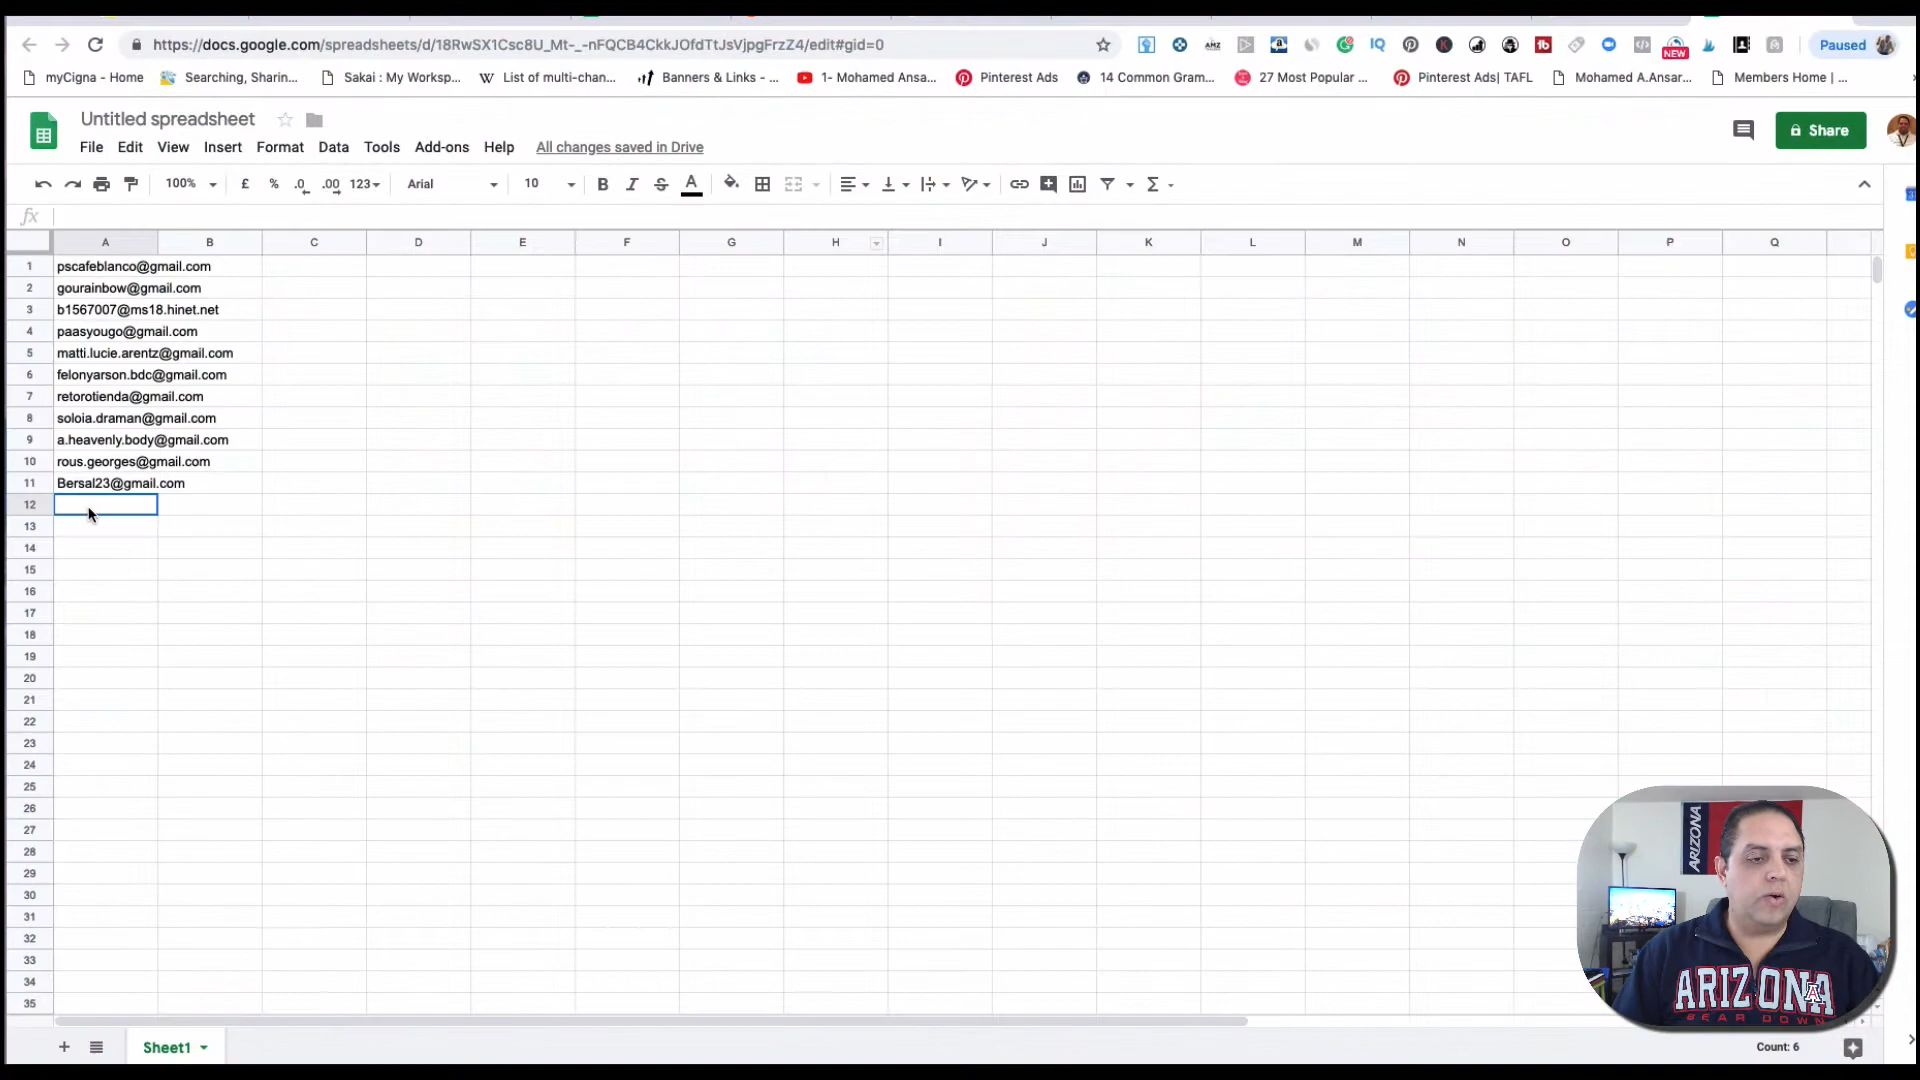 https://docs.google.com/spreadsheets/d/18RwSX1Csc8U_Mt-_-nFQCB4CkkJOfdTtJsVjpgFrzZ4/edit#gid=0
AMZ
IQ
NEW
Paused
myCigna - Home
Searching, Sharin...
Sakai : My Worksp...
List of multi-chan...
Banners & Links - ...
1- Mohamed Ansa...
Pinterest Ads
14 Common Gram...
27 Most Popular ...
Pinterest Ads| TAFL
Mohamed A.Ansar...
Members Home | ...
Untitled spreadsheet
Share
File Edit View Insert Format Data Tools Add-ons Help All changes saved in Drive
100% £ % .0 .00 123 Arial 10 B I S A
fx
A B C D E F G H I J K L M N O P Q
1 pscafeblanco@gmail.com
2 gourainbow@gmail.com
3 b1567007@ms18.hinet.net
4 paasyougo@gmail.com
5 matti.lucie.arentz@gmail.com
6 felonyarson.bdc@gmail.com
7 retorotienda@gmail.com
8 soloia.draman@gmail.com
9 a.heavenly.body@gmail.com
10 rous.georges@gmail.com
11 Bersal23@gmail.com
12
13
14
15
16
17
18
19
20
21
22
23
24
25
26
27
28
29
30
31
32
33
34
35
ARIZONA
ARIZONA
BEAR DOWN
Sheet1
Count: 6